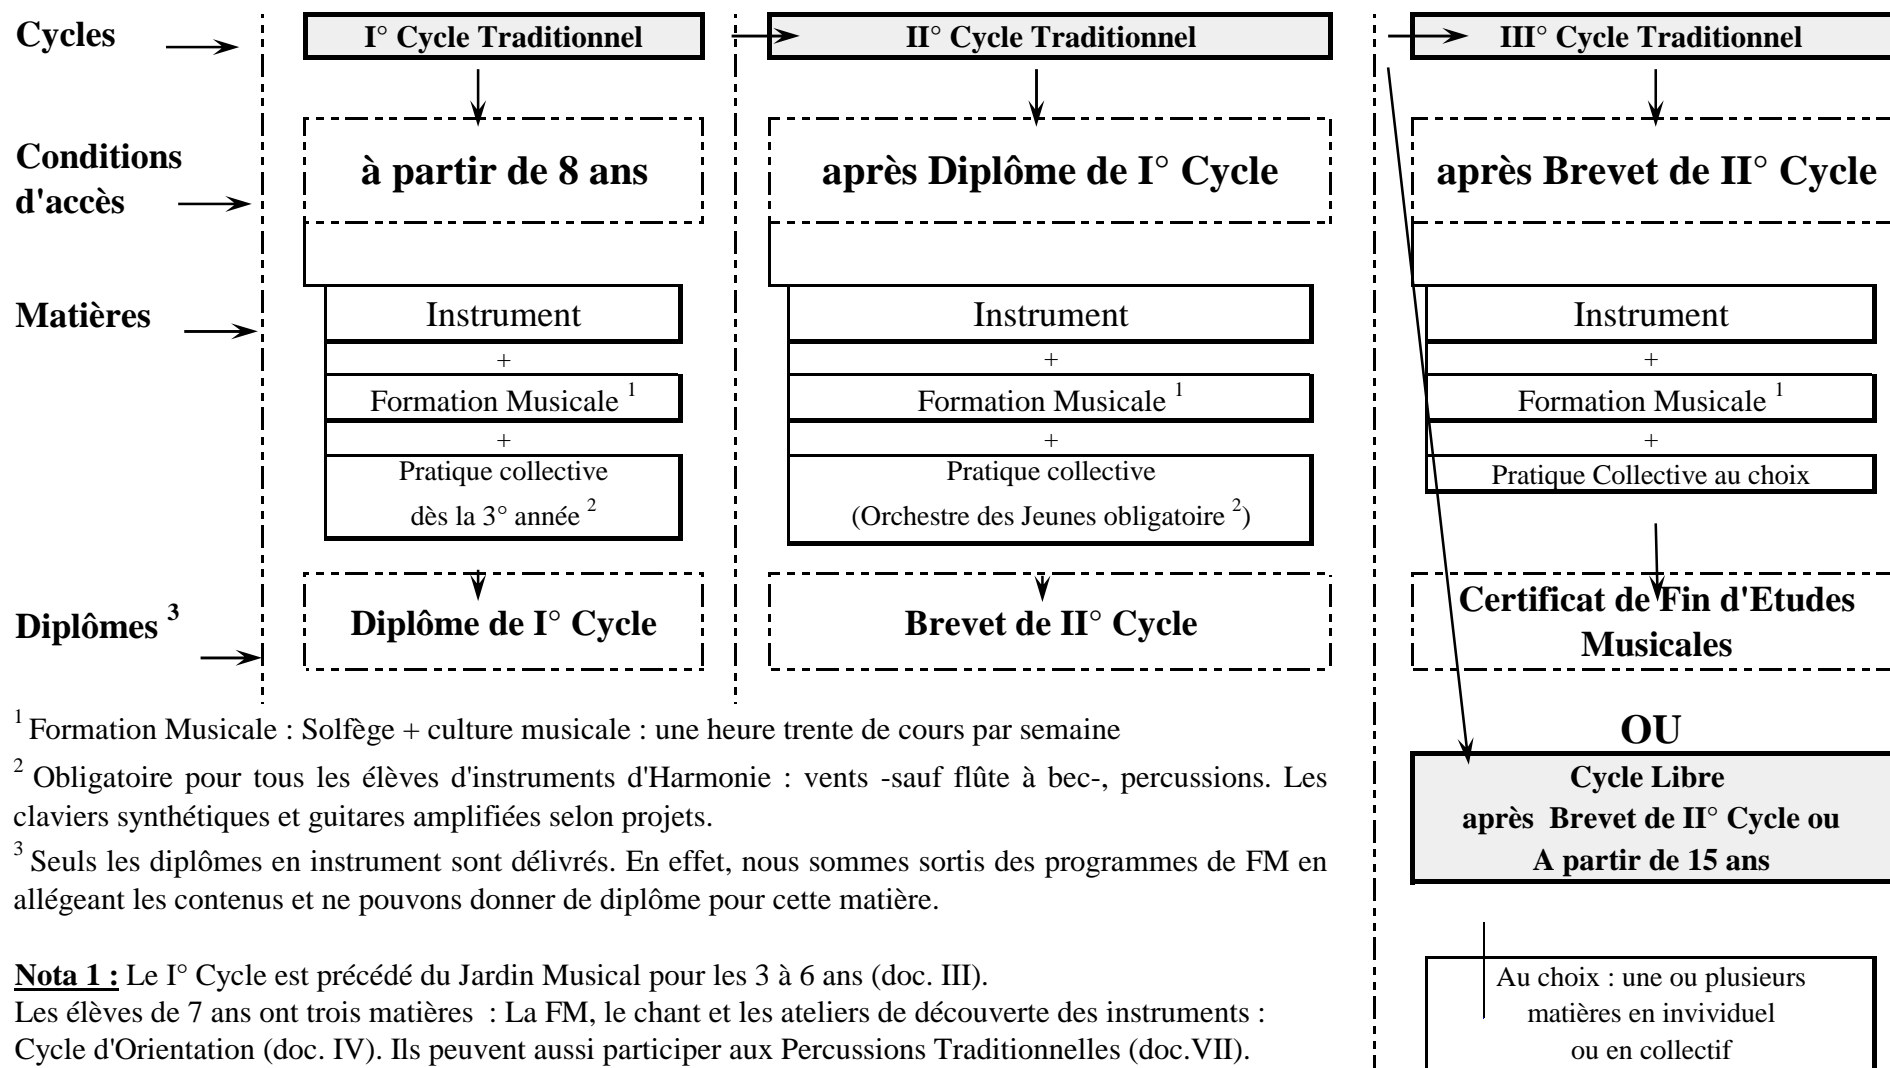 Cycles
I° Cycle Traditionnel
II° Cycle Traditionnel
III° Cycle Traditionnel
Conditions
d'accès
à partir de 8 ans
après Diplôme de I° Cycle
après Brevet de II° Cycle
Matières
Instrument
+
Formation Musicale 1
+
Pratique collective
dès la 3° année 2
Instrument
+
Formation Musicale 1
+
Pratique collective
(Orchestre des Jeunes obligatoire 2)
Instrument
+
Formation Musicale 1
+
Pratique Collective au choix
Diplômes 3
Diplôme de I° Cycle
Brevet de II° Cycle
Certificat de Fin d'Etudes
Musicales
1 Formation Musicale : Solfège + culture musicale : une heure trente de cours par semaine
2 Obligatoire pour tous les élèves d'instruments d'Harmonie : vents -sauf flûte à bec-, percussions. Les
claviers synthétiques et guitares amplifiées selon projets.
3 Seuls les diplômes en instrument sont délivrés. En effet, nous sommes sortis des programmes de FM en
allégeant les contenus et ne pouvons donner de diplôme pour cette matière.
Nota 1 : Le I° Cycle est précédé du Jardin Musical pour les 3 à 6 ans (doc. III).
Les élèves de 7 ans ont trois matières : La FM, le chant et les ateliers de découverte des instruments :
Cycle d'Orientation (doc. IV). Ils peuvent aussi participer aux Percussions Traditionnelles (doc.VII).
OU
Cycle Libre
après Brevet de II° Cycle ou
A partir de 15 ans
Au choix : une ou plusieurs
matières en invividuel
ou en collectif